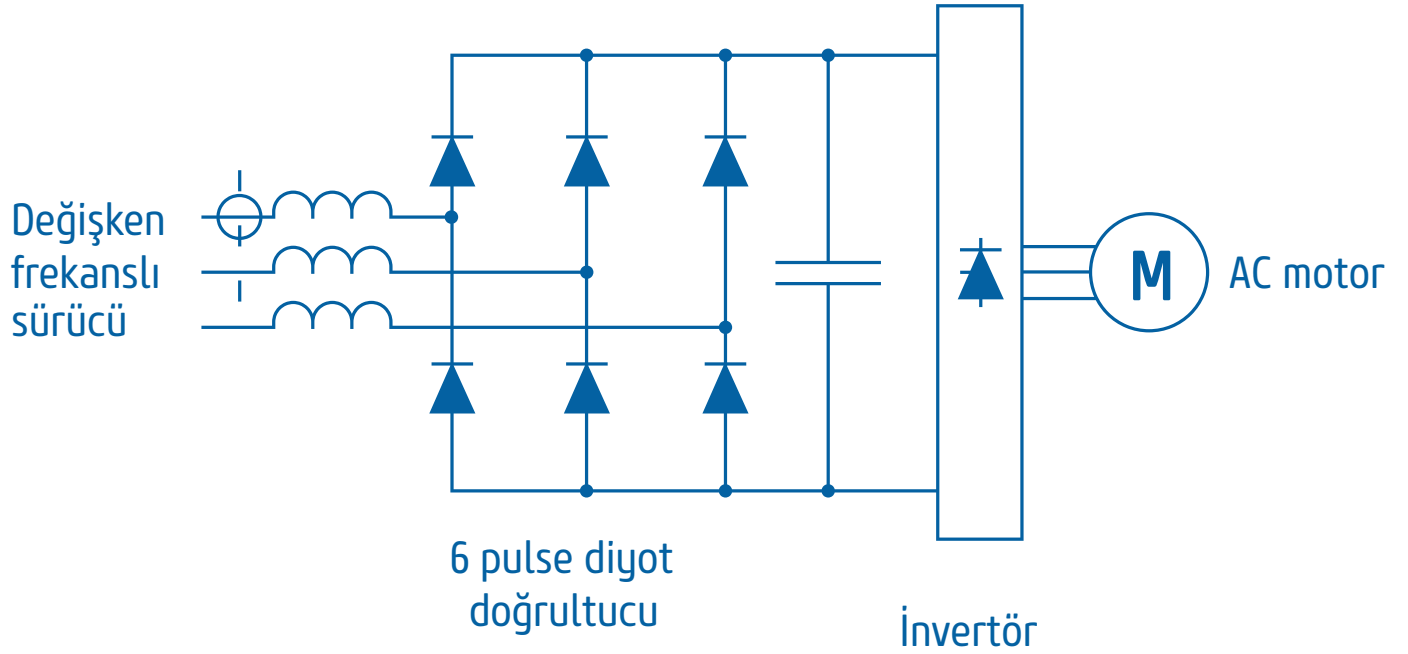 Değişken
frekanslı
sürücü
M
AC motor
6 pulse diyot
doğrultucu
İnvertör